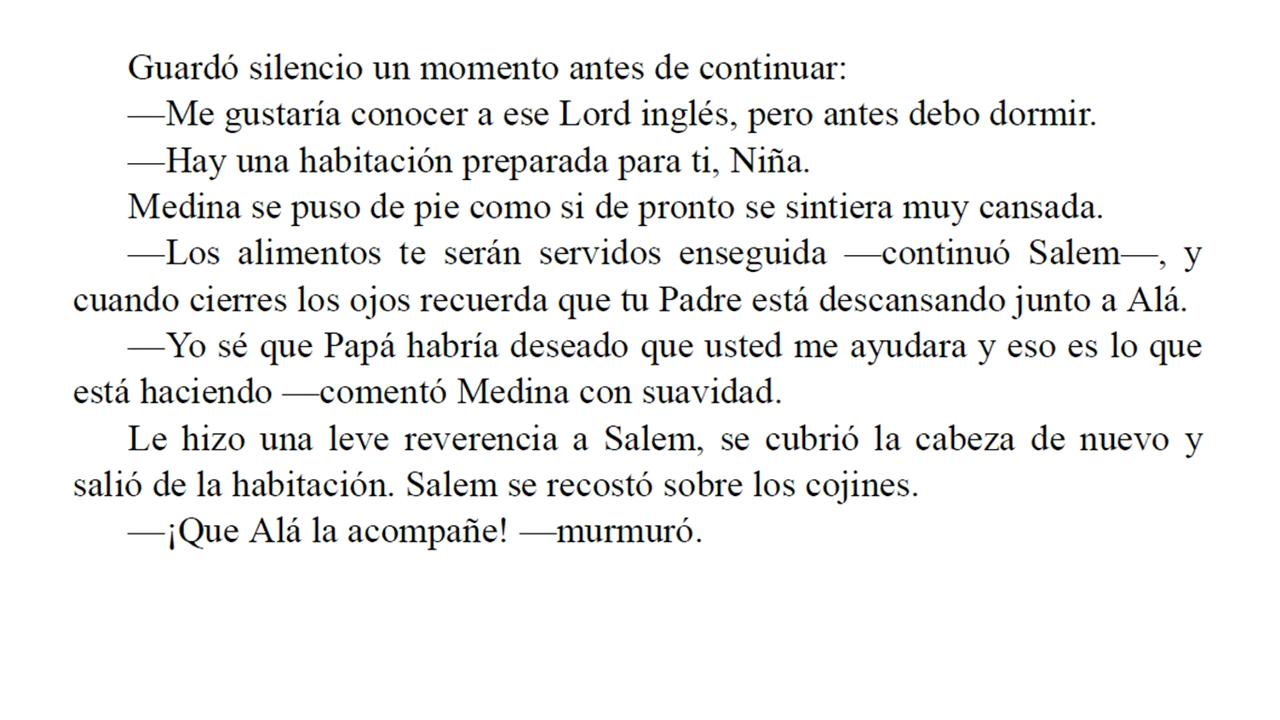 Guardó silencio un momento antes de continuar:
—Me gustaría conocer a ese Lord inglés, pero antes debo dormir.
—Hay una habitación preparada para ti, Niña.
Medina se puso de pie como si de pronto se sintiera muy cansada.
—Los alimentos te serán servidos enseguida —continuó Salem—, y
cuando cierres los ojos recuerda que tu Padre está descansando junto a Alá.
—Yo sé que Papá habría deseado que usted me ayudara y eso es lo que
está haciendo —comentó Medina con suavidad.
Le hizo una leve reverencia a Salem, se cubrió la cabeza de nuevo y
salió de la habitación. Salem se recostó sobre los cojines.
—¡Que Alá la acompañe! —murmuró.